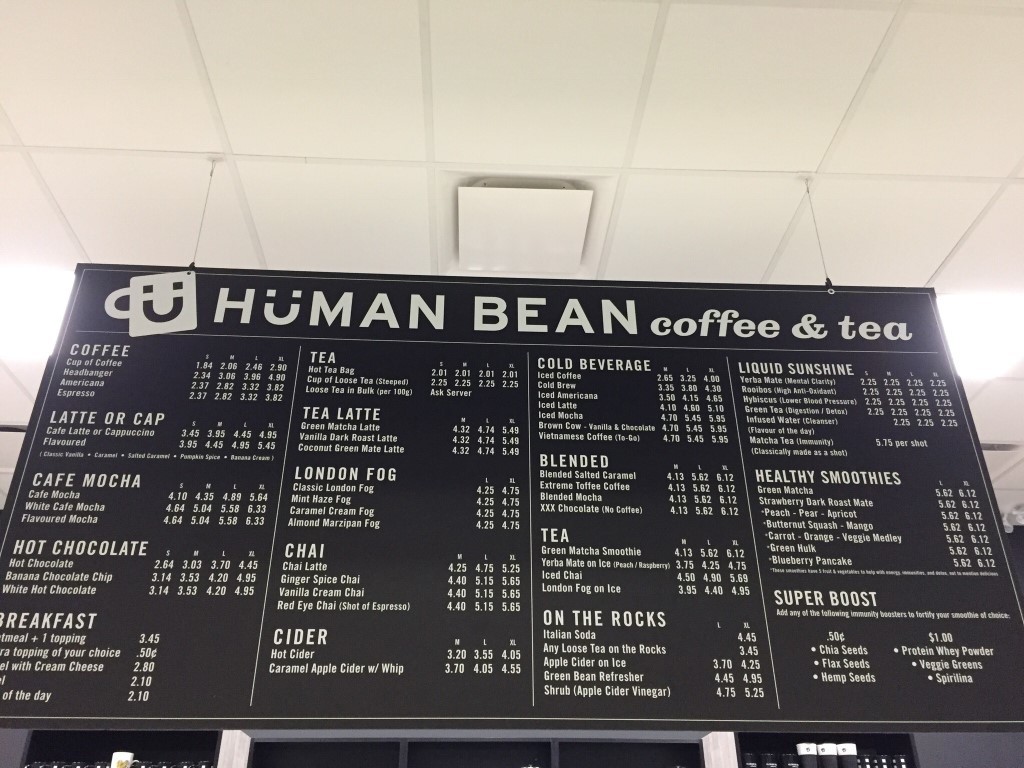 HÜMAN BEAN coffee & tea
COFFEE S M L XL
Cup of Coffee 1.84 2.06 2.46 2.90
Headbanger 2.34 3.06 3.96 4.90
Americana 2.37 2.82 3.32 3.82
Espresso 2.37 2.82 3.32 3.82
LATTE OR CAP S M L XL
Cafe Latte or Cappuccino 3.45 3.95 4.45 4.95
Flavoured 3.95 4.45 4.95 5.45
(Classic Vanilla • Caramel • Salted Caramel • Pumpkin Spice • Banana Cream)
CAFE MOCHA S M L XL
Cafe Mocha 4.10 4.35 4.89 5.64
White Cafe Mocha 4.64 5.04 5.58 6.33
Flavoured Mocha 4.64 5.04 5.58 6.33
HOT CHOCOLATE S M L XL
Hot Chocolate 2.64 3.03 3.70 4.45
Banana Chocolate Chip 3.14 3.53 4.20 4.95
White Hot Chocolate 3.14 3.53 4.20 4.95
BREAKFAST
tmeal + 1 topping 3.45
ra topping of your choice .50¢
el with Cream Cheese 2.80
el 2.10
of the day 2.10
TEA S M L XL
Hot Tea Bag 2.01 2.01 2.01 2.01
Cup of Loose Tea (Steeped) 2.25 2.25 2.25 2.25
Loose Tea in Bulk (per 100g) Ask Server
TEA LATTE M L XL
Green Matcha Latte 4.32 4.74 5.49
Vanilla Dark Roast Latte 4.32 4.74 5.49
Coconut Green Mate Latte 4.32 4.74 5.49
LONDON FOG L XL
Classic London Fog 4.25 4.75
Mint Haze Fog 4.25 4.75
Caramel Cream Fog 4.25 4.75
Almond Marzipan Fog 4.25 4.75
CHAI M L XL
Chai Latte 4.25 4.75 5.25
Ginger Spice Chai 4.40 5.15 5.65
Vanilla Cream Chai 4.40 5.15 5.65
Red Eye Chai (Shot of Espresso) 4.40 5.15 5.65
CIDER M L XL
Hot Cider 3.20 3.55 4.05
Caramel Apple Cider w/ Whip 3.70 4.05 4.55
COLD BEVERAGE M L XL
Iced Coffee 2.65 3.25 4.00
Cold Brew 3.35 3.80 4.30
Iced Americana 3.50 4.15 4.65
Iced Latte 4.10 4.60 5.10
Iced Mocha 4.70 5.45 5.95
Brown Cow - Vanilla & Chocolate 4.70 5.45 5.95
Vietnamese Coffee (To-Go) 4.70 5.45 5.95
BLENDED M L XL
Blended Salted Caramel 4.13 5.62 6.12
Extreme Toffee Coffee 4.13 5.62 6.12
Blended Mocha 4.13 5.62 6.12
XXX Chocolate (No Coffee) 4.13 5.62 6.12
TEA M L XL
Green Matcha Smoothie 4.13 5.62 6.12
Yerba Mate on Ice (Peach / Raspberry) 3.75 4.25 4.75
Iced Chai 4.50 4.90 5.69
London Fog on Ice 3.95 4.40 4.95
ON THE ROCKS L XL
Italian Soda 4.45
Any Loose Tea on the Rocks 3.45
Apple Cider on Ice 3.70 4.25
Green Bean Refresher 4.45 4.95
Shrub (Apple Cider Vinegar) 4.75 5.25
LIQUID SUNSHINE S M L XL
Yerba Mate (Mental Clarity) 2.25 2.25 2.25 2.25
Rooibos (High Anti-Oxidant) 2.25 2.25 2.25 2.25
Hybiscus (Lower Blood Pressure) 2.25 2.25 2.25 2.25
Green Tea (Digestion / Detox) 2.25 2.25 2.25 2.25
Infused Water (Cleanser) 2.25 2.25 2.25
(Flavour of the day)
Matcha Tea (Immunity) 5.75 per shot
(Classically made as a shot)
HEALTHY SMOOTHIES L XL
Green Matcha 5.62 6.12
Strawberry Dark Roast Mate 5.62 6.12
*Peach - Pear - Apricot 5.62 6.12
*Butternut Squash - Mango 5.62 6.12
*Carrot - Orange - Veggie Medley 5.62 6.12
*Green Hulk 5.62 6.12
*Blueberry Pancake 5.62 6.12
SUPER BOOST
Add any of the following immunity boosters to fortify your smoothie of choice:
.50¢ $1.00
• Chia Seeds • Protein Whey Powder
• Flax Seeds • Veggie Greens
• Hemp Seeds • Spirilina